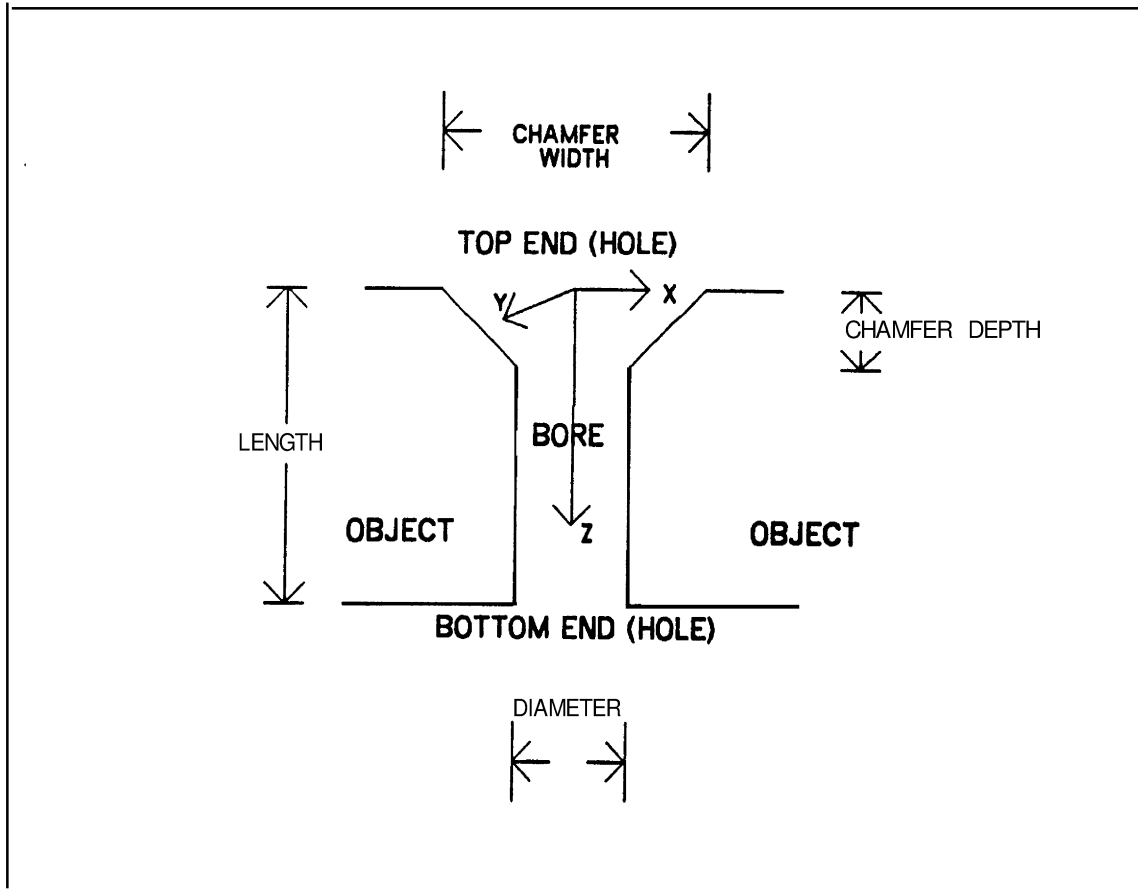 CHAMFER
WIDTH
TOP END (HOLE)
Y
X
CHAMFER DEPTH
LENGTH
BORE
OBJECT
Z
OBJECT
BOTTOM END (HOLE)
DIAMETER